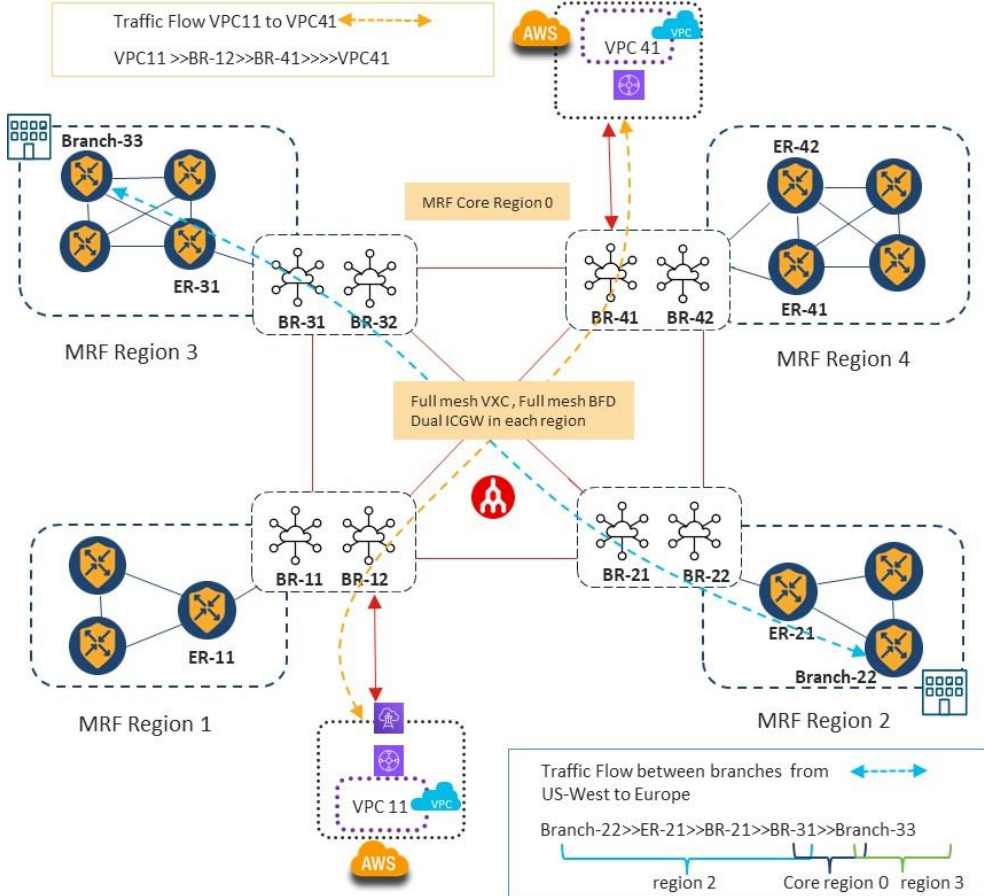 Traffic Flow VPC11 to VPC41
VPC11 >>BR-12>>BR-41>>>>VPC41
AWS
VPC 41
VPC
Branch-33
ER-31
BR-31
BR-32
MRF Region 3
MRF Core Region 0
ER-42
ER-41
BR-41
BR-42
MRF Region 4
Full mesh VXC , Full mesh BFD
Dual ICGW in each region
BR-11
BR-12
ER-11
MRF Region 1
BR-21
BR-22
ER-21
Branch-22
MRF Region 2
VPC 11
VPC
AWS
Traffic Flow between branches from
US-West to Europe
Branch-22>>ER-21>>BR-21>>BR-31>>Branch-33
region 2
Core region 0
region 3